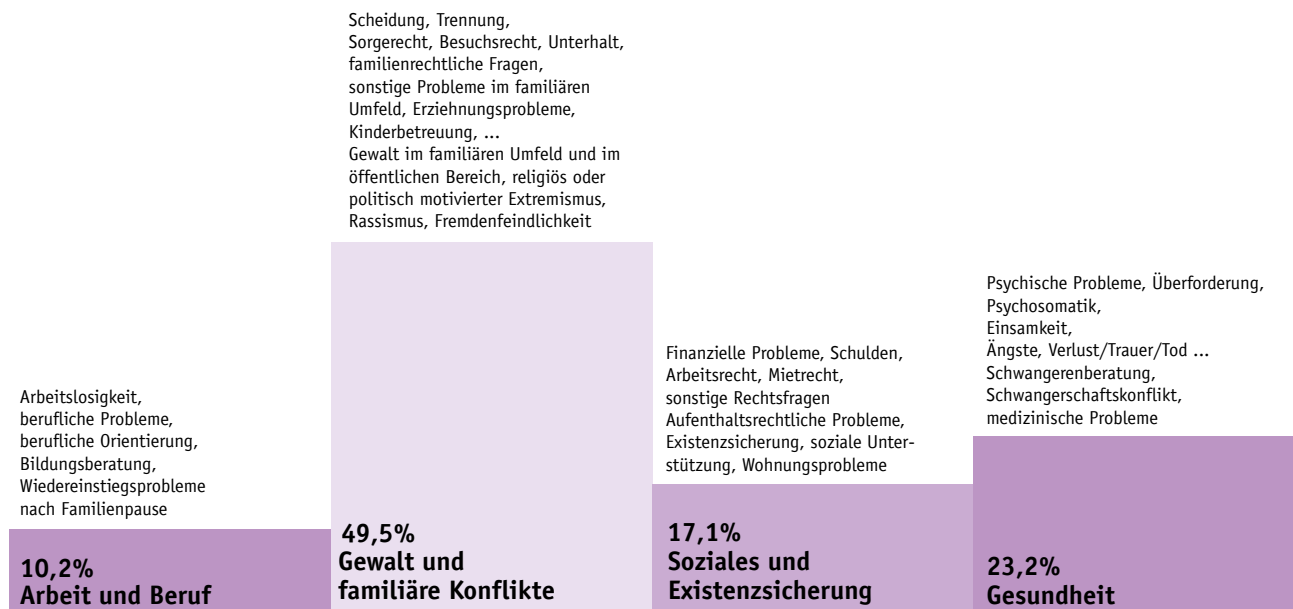 Arbeitslosigkeit,
berufliche Probleme,
berufliche Orientierung,
Bildungsberatung,
Wiedereinstiegsprobleme
nach Familienpause
10,2%
Arbeit und Beruf
Scheidung, Trennung,
Sorgerecht, Besuchsrecht, Unterhalt,
familienrechtliche Fragen,
sonstige Probleme im familiären
Umfeld, Erziehnungsprobleme,
Kinderbetreuung, ...
Gewalt im familiären Umfeld und im
öffentlichen Bereich, religiös oder
politisch motivierter Extremismus,
Rassismus, Fremdenfeindlichkeit
49,5%
Gewalt und
familiäre Konflikte
Finanzielle Probleme, Schulden,
Arbeitsrecht, Mietrecht,
sonstige Rechtsfragen
Aufenthaltsrechtliche Probleme,
Existenzsicherung, soziale Unter-
stützung, Wohnungsprobleme
17,1%
Soziales und
Existenzsicherung
Psychische Probleme, Überforderung,
Psychosomatik,
Einsamkeit,
Ängste, Verlust/Trauer/Tod ...
Schwangerenberatung,
Schwangerschaftskonflikt,
medizinische Probleme
23,2%
Gesundheit